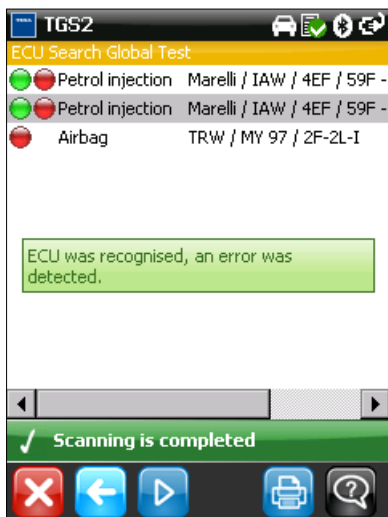 TGS2
ECU Search Global Test
Petrol injection Marelli / IAW / 4EF / 59F -
Petrol injection Marelli / IAW / 4EF / 59F -
Airbag TRW / MY 97 / 2F-2L-I
ECU was recognised, an error was
detected.
Scanning is completed